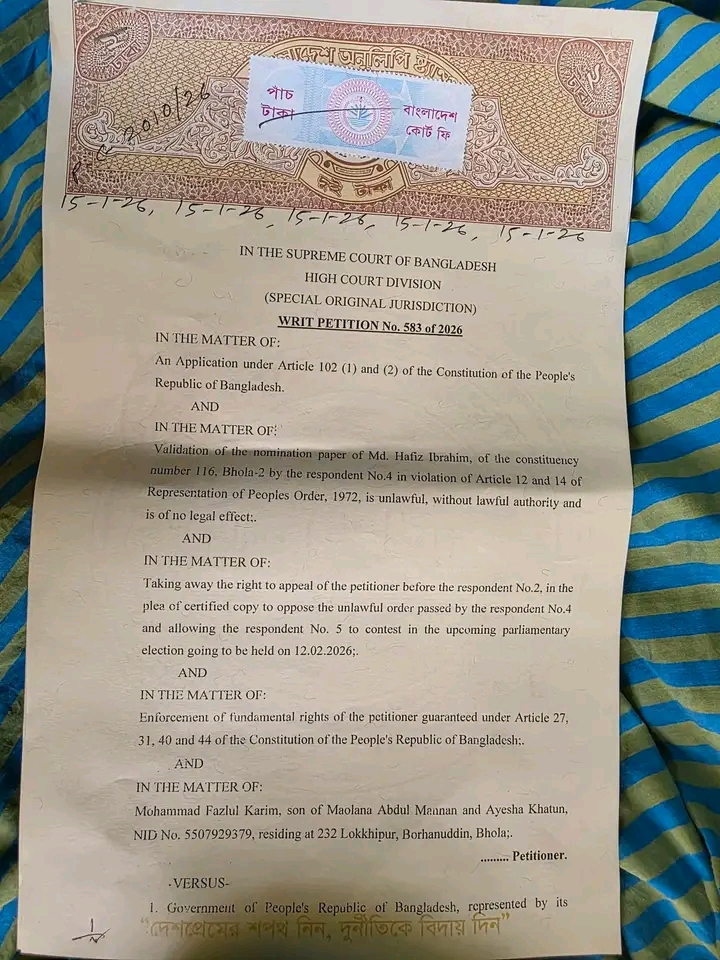 বাংলাদেশ অনুলিপি ষ্ট্যাম্প
পাঁচ
টাকা
বাংলাদেশ
কোর্ট ফি
দুই টাকা
2010/26
15-1-26, 15-1-26, 15-1-26, 15-1-26, 15-1-26
IN THE SUPREME COURT OF BANGLADESH
HIGH COURT DIVISION
(SPECIAL ORIGINAL JURISDICTION)
WRIT PETITION No. 583 of 2026
IN THE MATTER OF:
An Application under Article 102 (1) and (2) of the Constitution of the People's
Republic of Bangladesh.
AND
IN THE MATTER OF:
Validation of the nomination paper of Md. Hafiz Ibrahim, of the constituency
number 116, Bhola-2 by the respondent No.4 in violation of Article 12 and 14 of
Representation of Peoples Order, 1972, is unlawful, without lawful authority and
is of no legal effect:.
AND
IN THE MATTER OF:
Taking away the right to appeal of the petitioner before the respondent No.2, in the
plea of certified copy to oppose the unlawful order passed by the respondent No.4
and allowing the respondent No. 5 to contest in the upcoming parliamentary
election going to be held on 12.02.2026;.
AND
IN THE MATTER OF:
Enforcement of fundamental rights of the petitioner guaranteed under Article 27,
31, 40 and 44 of the Constitution of the People's Republic of Bangladesh:.
AND
IN THE MATTER OF:
Mohammad Fazlul Karim, son of Maolana Abdul Mannan and Ayesha Khatun,
NID No. 5507929379, residing at 232 Lokkhipur, Borhanuddin, Bhola;.
......... Petitioner.
-VERSUS-
1. Government of People's Republic of Bangladesh, represented by its
"দেশপ্রেমের শপথ নিন, দুর্নীতিকে বিদায় দিন"